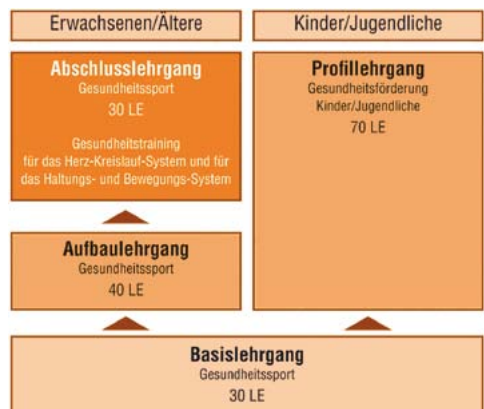 Erwachsenen/Ältere
Kinder/Jugendliche
Abschlusslehrgang
Gesundheitssport
30 LE
Gesundheitstraining
für das Herz-Kreislauf-System und für
das Haltungs- und Bewegungs-System
Profillehrgang
Gesundheitsförderung
Kinder/Jugendliche
70 LE
Aufbaulehrgang
Gesundheitssport
40 LE
Basislehrgang
Gesundheitssport
30 LE